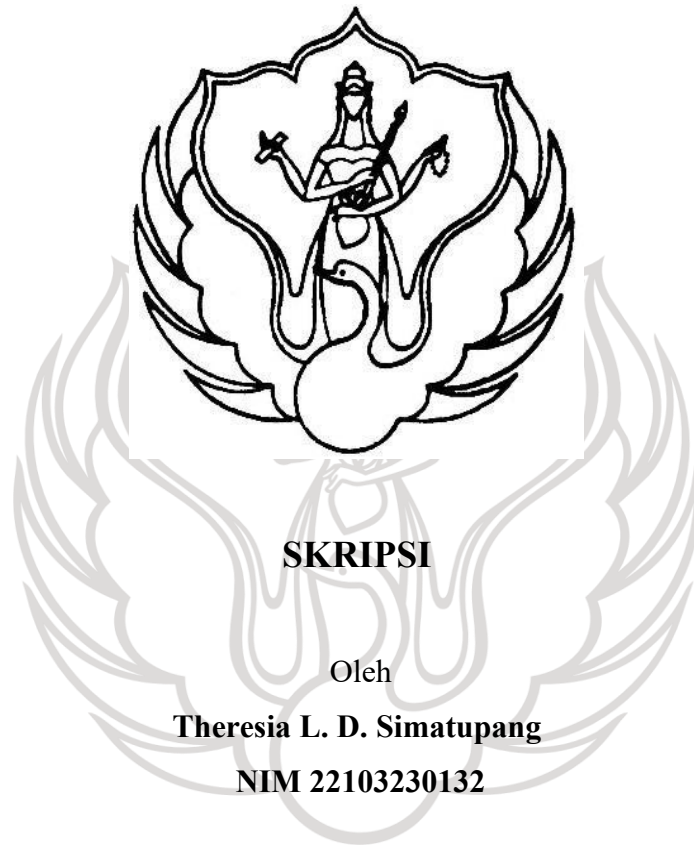 SKRIPSI
Oleh
Theresia L. D. Simatupang
NIM 22103230132